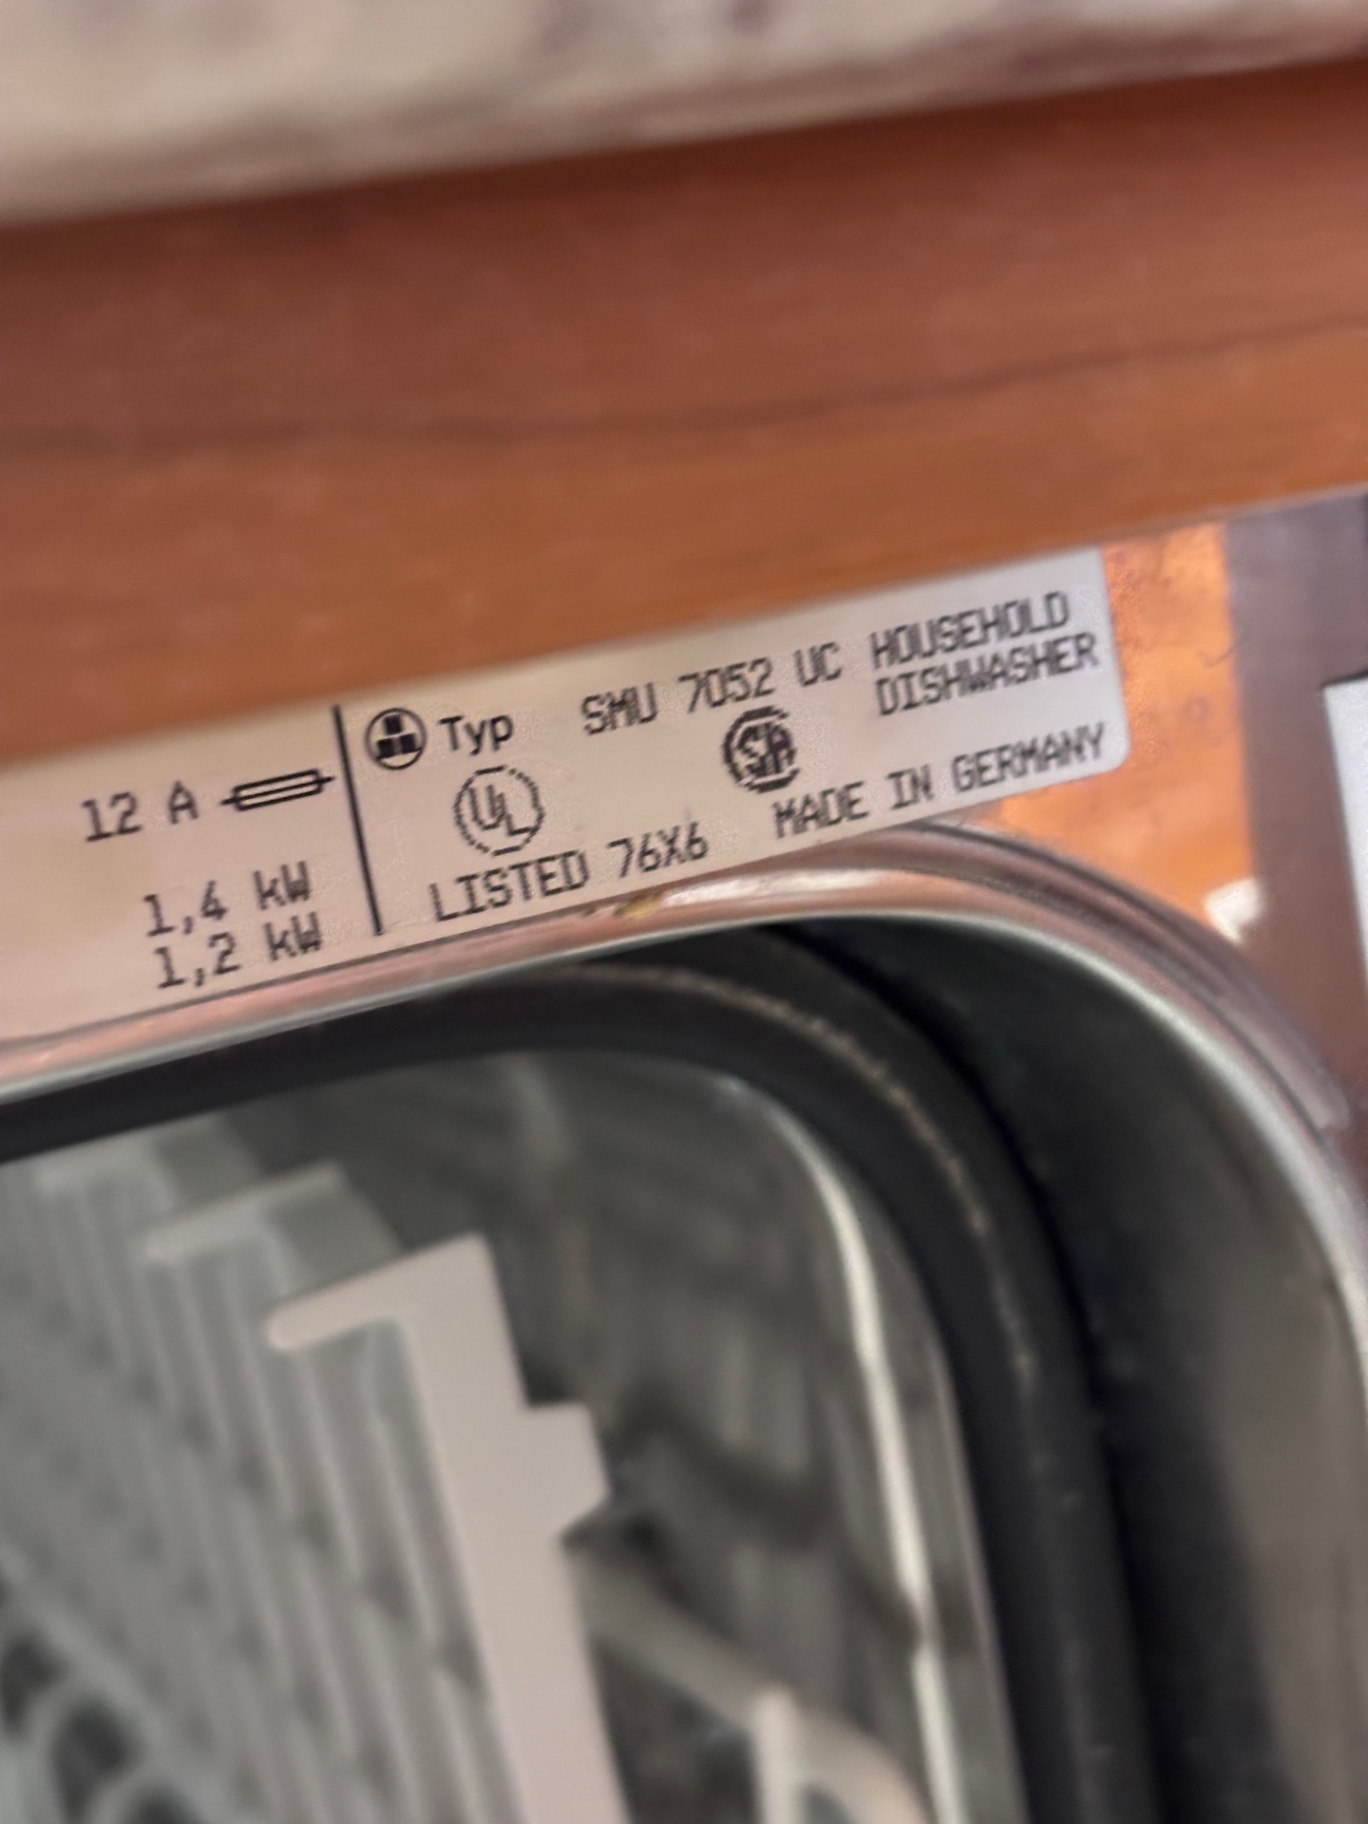 12 A
1,4 kW
1,2 kW
Typ SMU 7052 UC HOUSEHOLD
DISHWASHER
UL SA
LISTED 76X6 MADE IN GERMANY